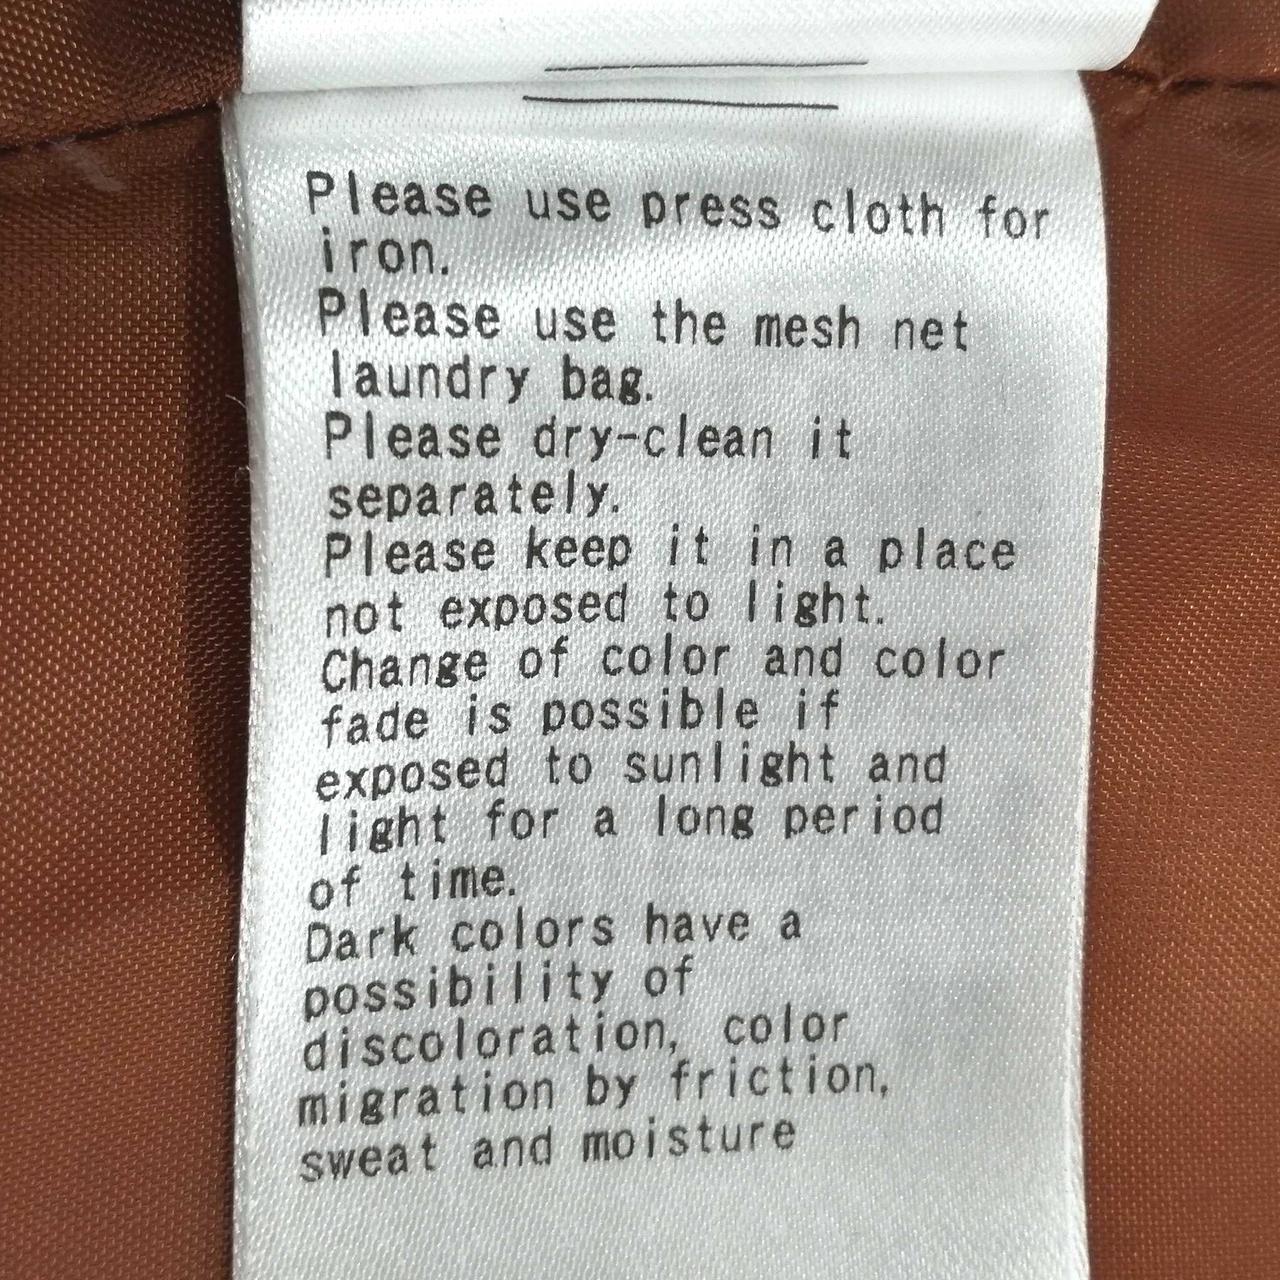 Please use press cloth for
iron.
Please use the mesh net
laundry bag.
Please dry-clean it
separately.
Please keep it in a place
not exposed to light.
Change of color and color
fade is possible if
exposed to sunlight and
light for a long period
of time.
Dark colors have a
possibility of
discoloration, color
migration by friction,
sweat and moisture